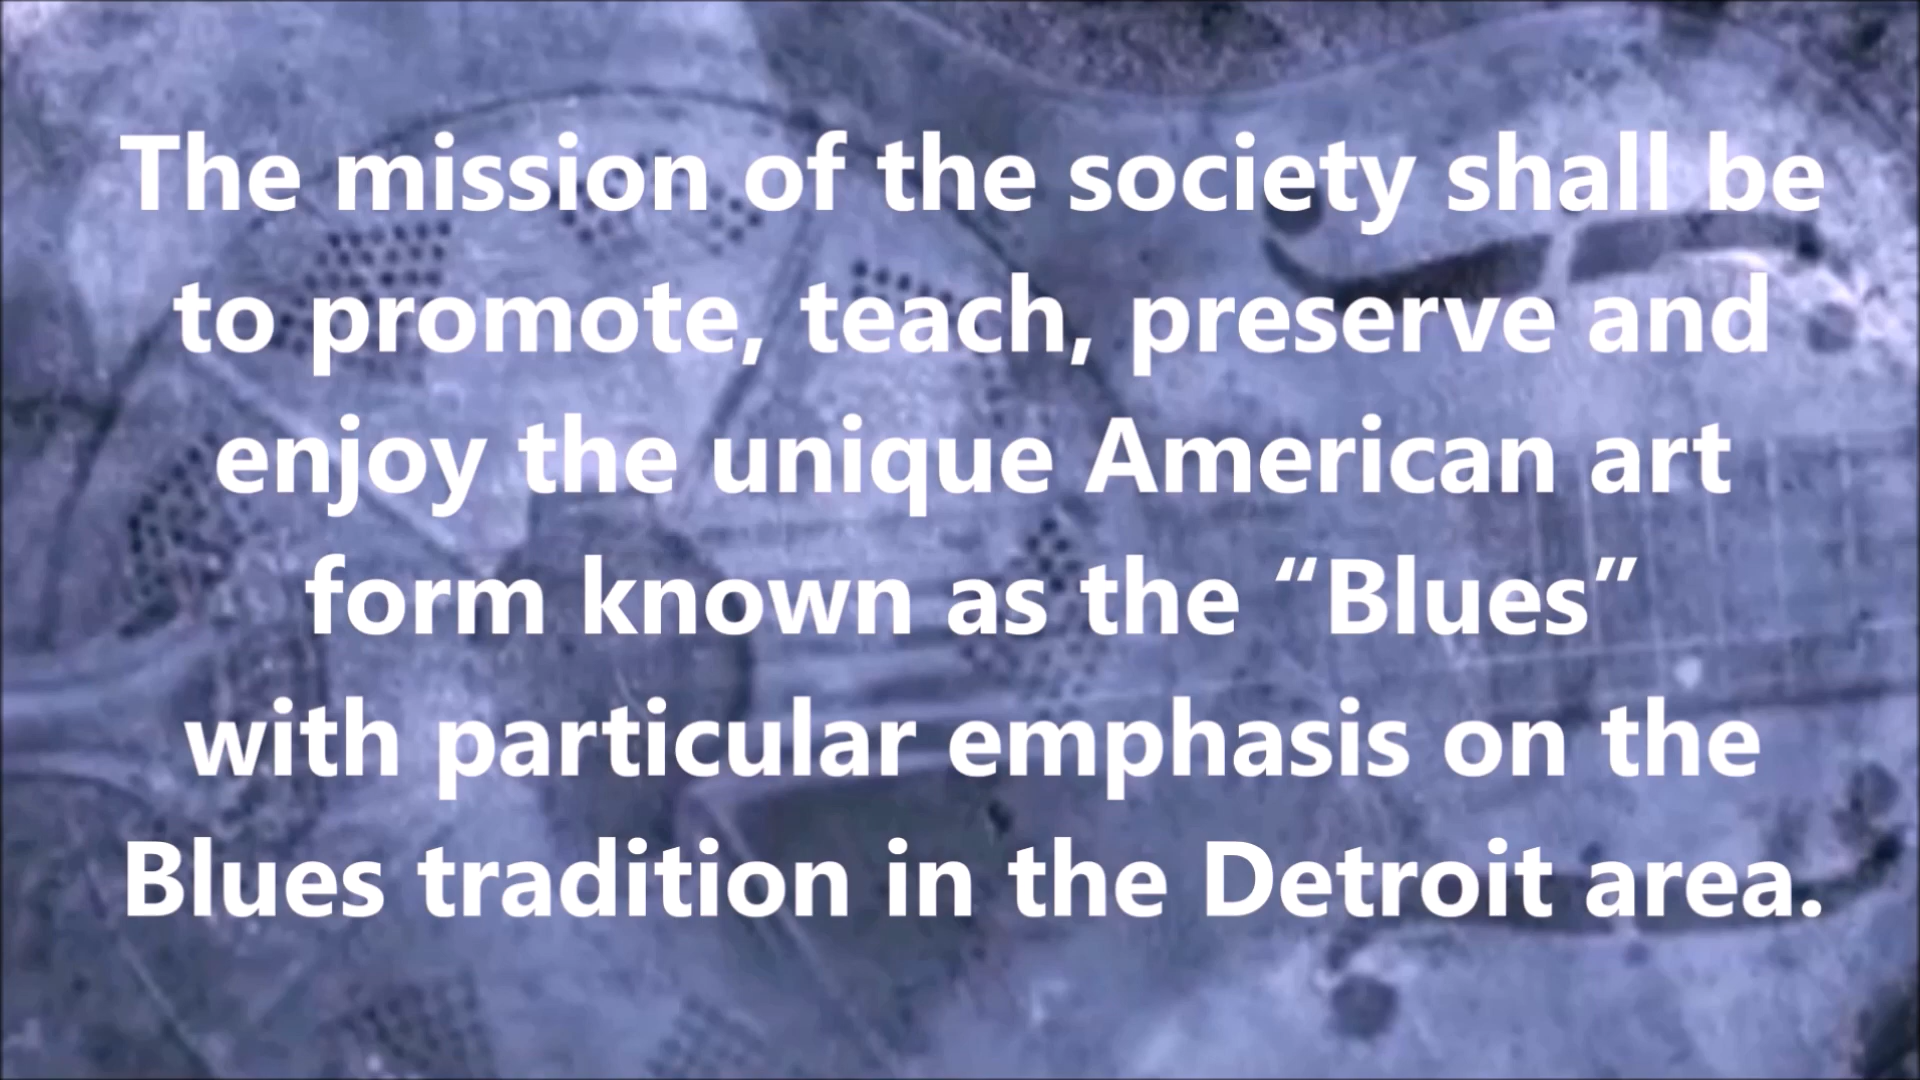 The mission of the society shall be
to promote, teach, preserve and
enjoy the unique American art
form known as the “Blues”
with particular emphasis on the
Blues tradition in the Detroit area.